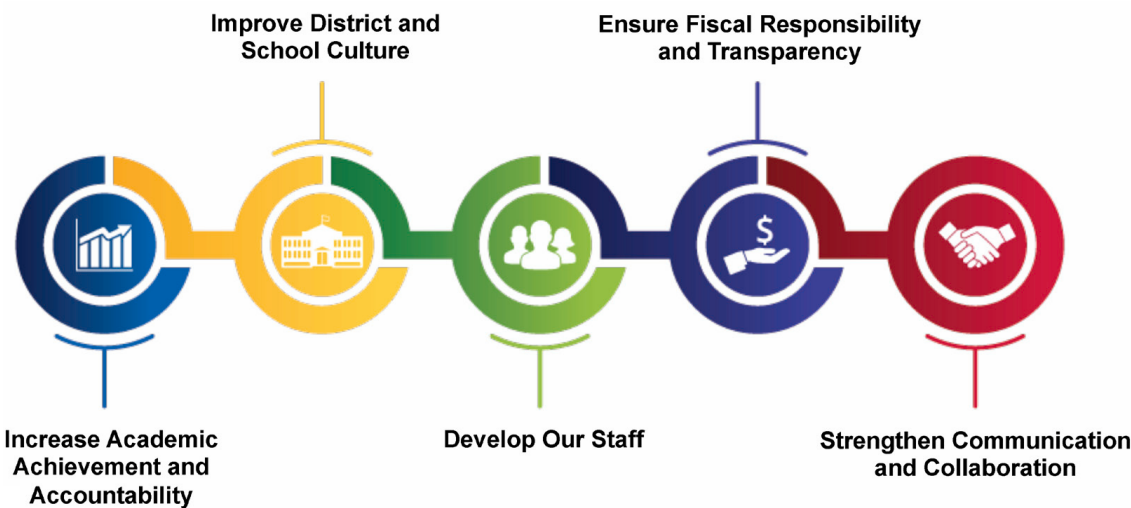 Improve District and
School Culture
Ensure Fiscal Responsibility
and Transparency
$
Increase Academic
Achievement and
Accountability
Develop Our Staff
Strengthen Communication
and Collaboration